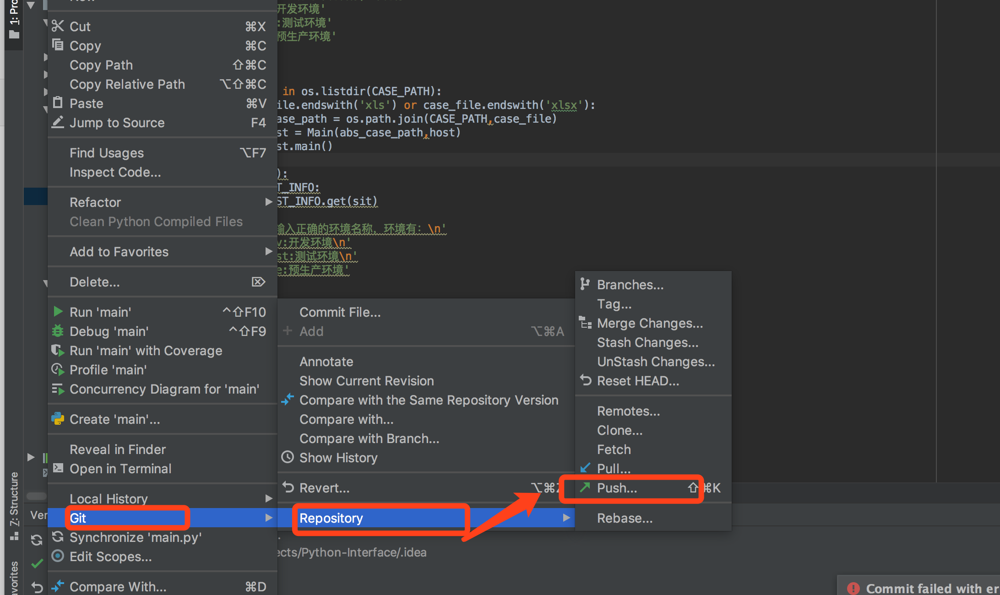 1: Pro
Cut ⌘X
Copy ⌘C
Copy Path ⇧⌘C
Copy Relative Path ⌥⇧⌘C
Paste ⌘V
Jump to Source F4
Find Usages ⌥F7
Inspect Code...
Refactor
Clean Python Compiled Files
Add to Favorites
Delete... ⌦
Run 'main' ^⇧F10
Debug 'main' ^⇧F9
Run 'main' with Coverage
Profile 'main'
Concurrency Diagram for 'main'
Create 'main'...
Reveal in Finder
Open in Terminal
Local History
Git
Synchronize 'main.py'
Edit Scopes...
Compare With... ⌘D
开发环境'
:测试环境'
预生产环境'
in os.listdir(CASE_PATH):
ile.endswith('xls') or case_file.endswith('xlsx'):
ase_path = os.path.join(CASE_PATH,case_file)
st = Main(abs_case_path,host)
st.main()
):
T_INFO:
ST_INFO.get(sit)
输入正确的环境名称，环境有：\n'
v:开发环境\n'
st:测试环境\n'
e:预生产环境'
Commit File...
Add ⌥⌘A
Annotate
Show Current Revision
Compare with the Same Repository Version
Compare with...
Compare with Branch...
Show History
Revert... ⌥⌘Z
Repository
Branches...
Tag...
Merge Changes...
Stash Changes...
UnStash Changes...
Reset HEAD...
Remotes...
Clone...
Fetch
Pull...
Push... ⇧⌘K
Rebase...
7: Structure
Ver
ects/Python-Interface/.idea
avorites
Commit failed with er